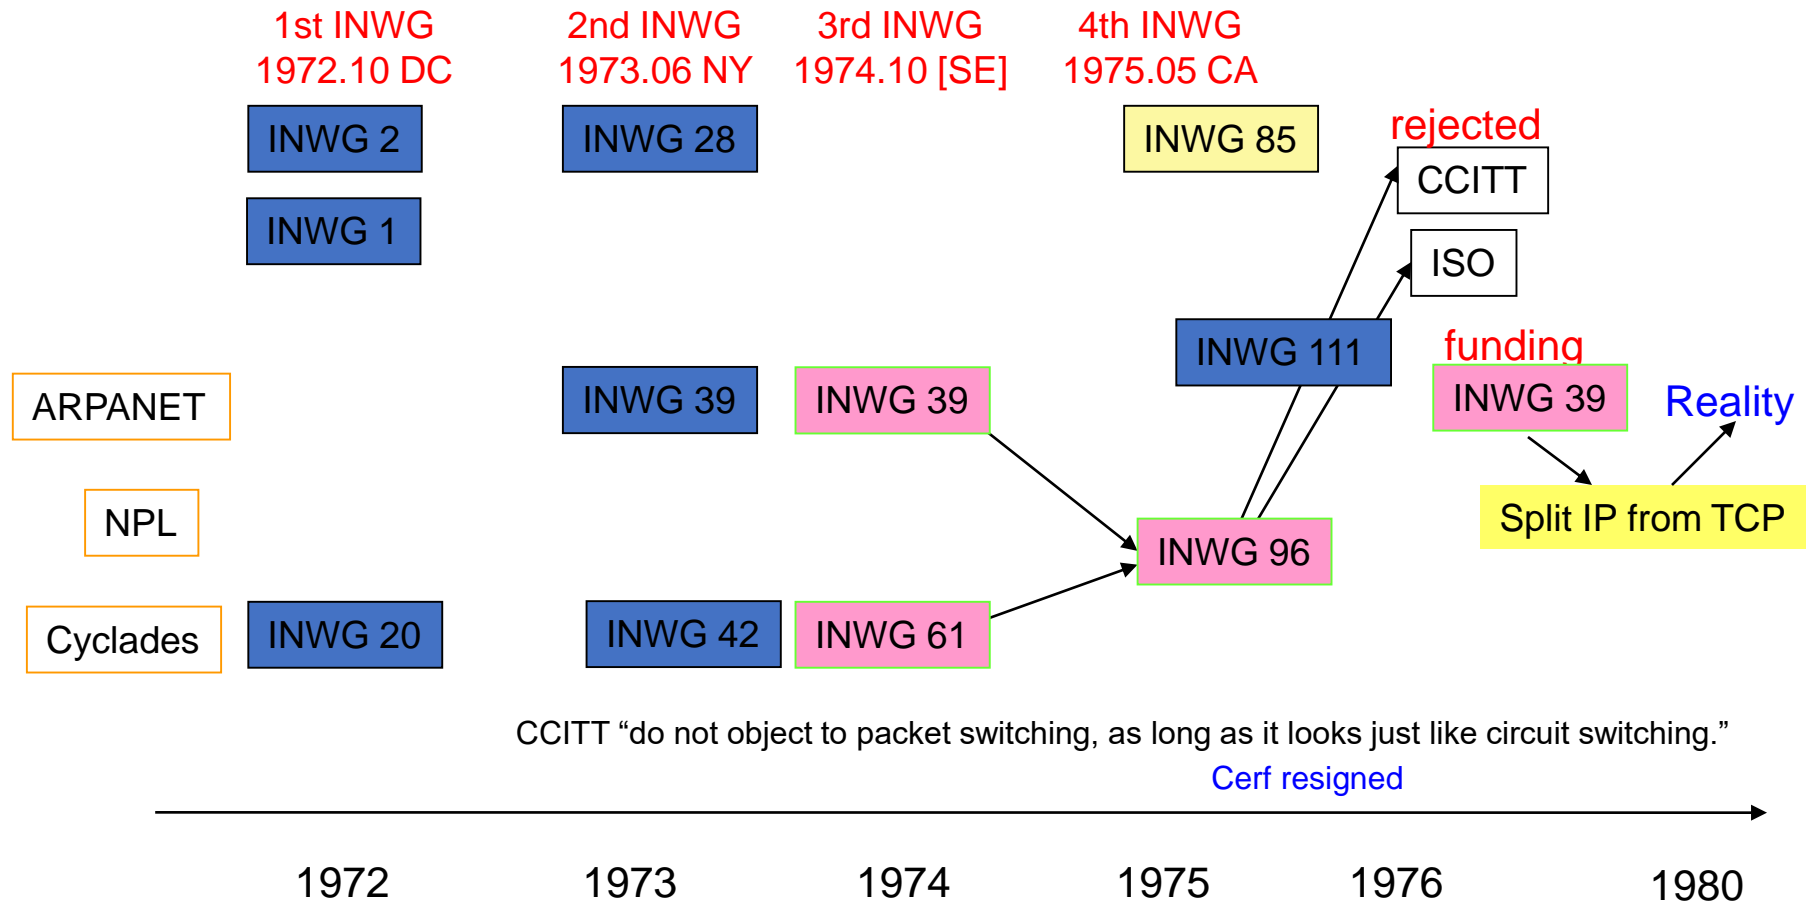 1st INWG
1972.10 DC
2nd INWG
1973.06 NY
3rd INWG
1974.10 [SE]
4th INWG
1975.05 CA
INWG 2
INWG 28
INWG 85
rejected
CCITT
INWG 1
ISO
INWG 111
funding
ARPANET
INWG 39
INWG 39
INWG 39
Reality
NPL
INWG 96
Split IP from TCP
Cyclades
INWG 20
INWG 42
INWG 61
CCITT “do not object to packet switching, as long as it looks just like circuit switching.”
Cerf resigned
1972
1973
1974
1975
1976
1980